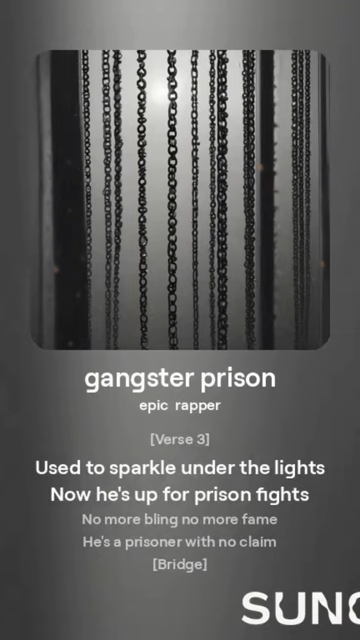 gangster prison
epic rapper
[Verse 3]
Used to sparkle under the lights
Now he's up for prison fights
No more bling no more fame
He's a prisoner with no claim
[Bridge]
SUNO